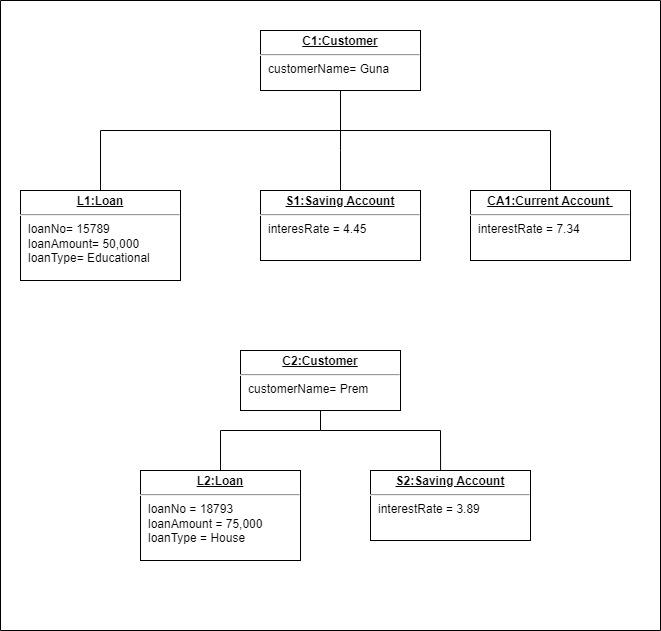 C1:Customer
customerName= Guna
L1:Loan
loanNo= 15789
loanAmount= 50,000
loanType= Educational
S1:Saving Account
interesRate = 4.45
CA1:Current Account
interestRate = 7.34
C2:Customer
customerName= Prem
L2:Loan
loanNo = 18793
loanAmount = 75,000
loanType = House
S2:Saving Account
interestRate = 3.89